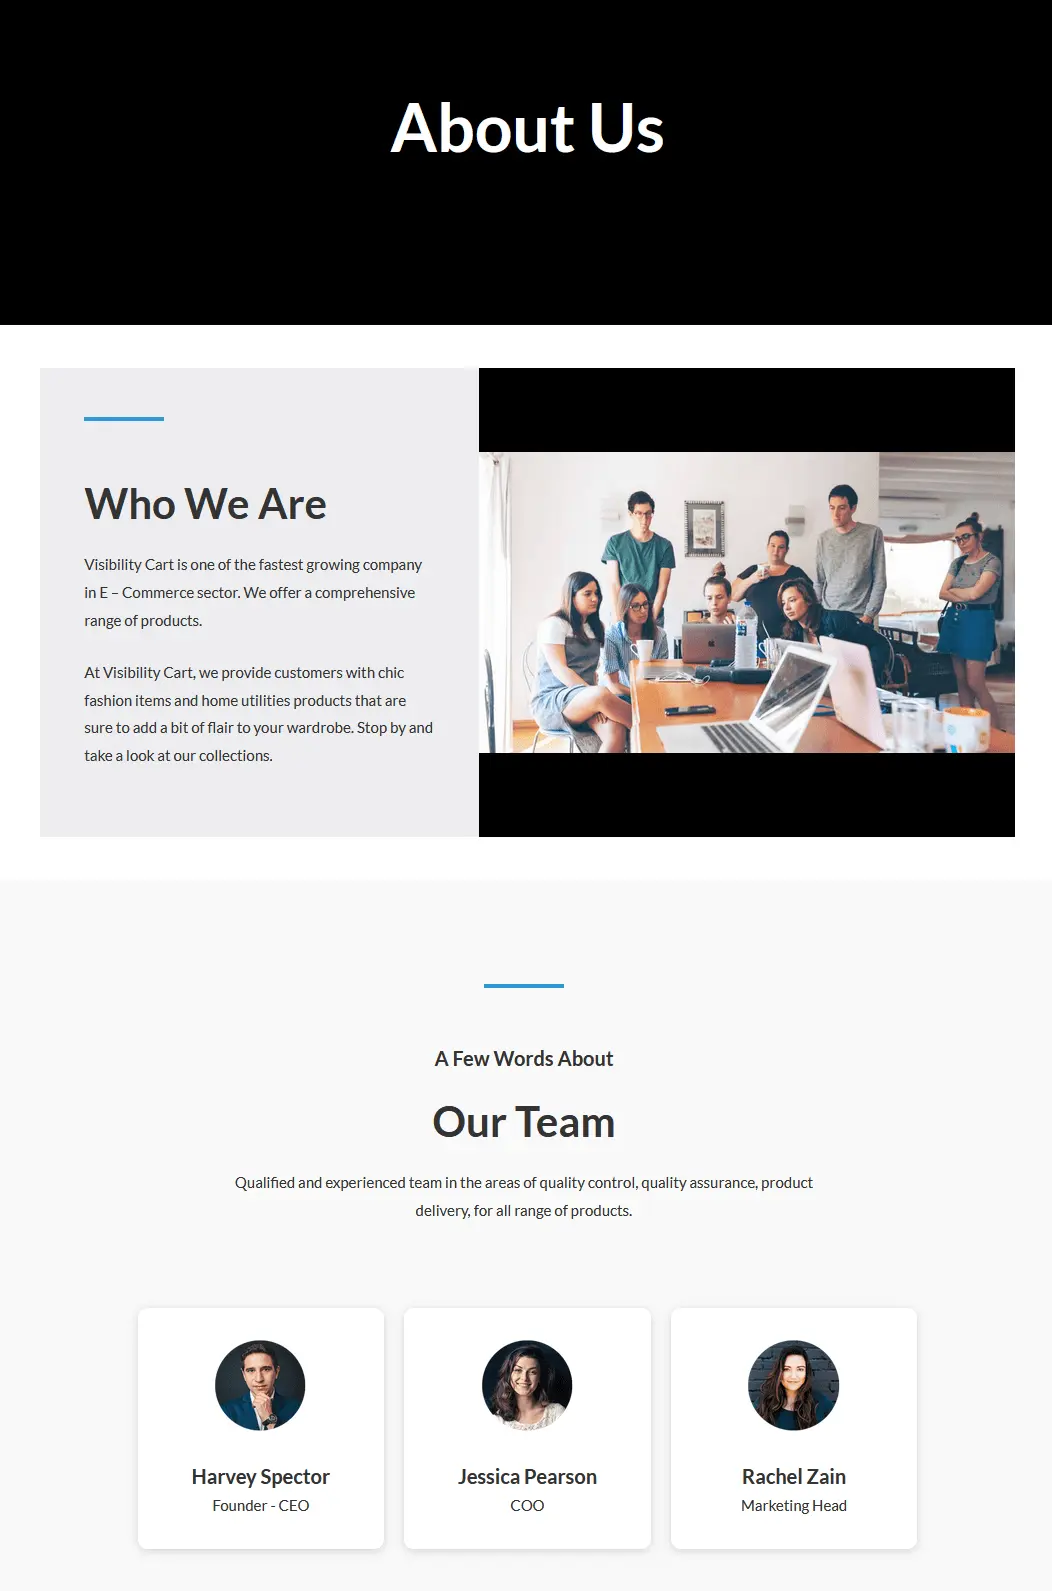 About Us
Who We Are
Visibility Cart is one of the fastest growing company
in E – Commerce sector. We offer a comprehensive
range of products.
At Visibility Cart, we provide customers with chic
fashion items and home utilities products that are
sure to add a bit of flair to your wardrobe. Stop by and
take a look at our collections.
A Few Words About
Our Team
Qualified and experienced team in the areas of quality control, quality assurance, product
delivery, for all range of products.
Harvey Spector
Founder - CEO
Jessica Pearson
COO
Rachel Zain
Marketing Head